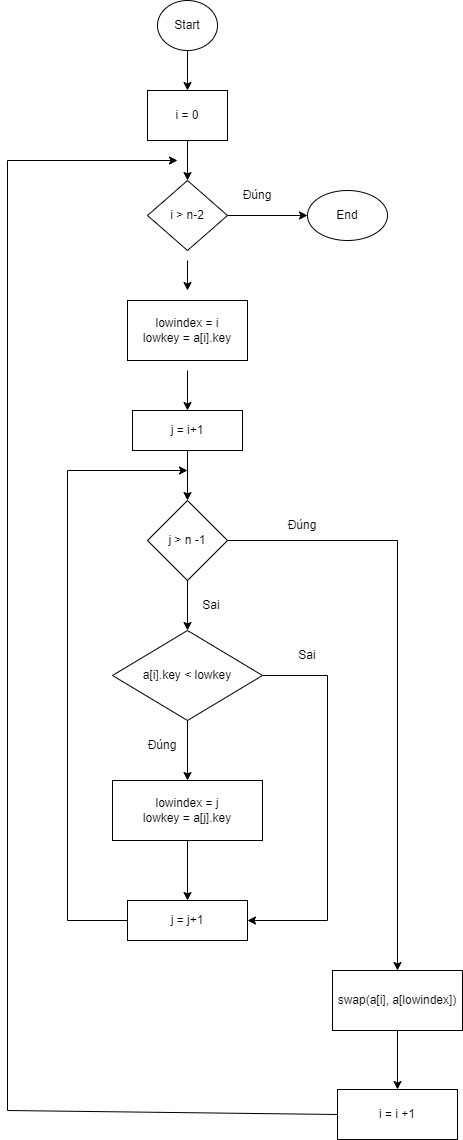 Start
i = 0
i > n-2
Đúng
End
lowindex = i
lowkey = a[i].key
j = i+1
j > n -1
Đúng
Sai
a[i].key < lowkey
Sai
Đúng
lowindex = j
lowkey = a[j].key
j = j+1
swap(a[i], a[lowindex])
i = i +1